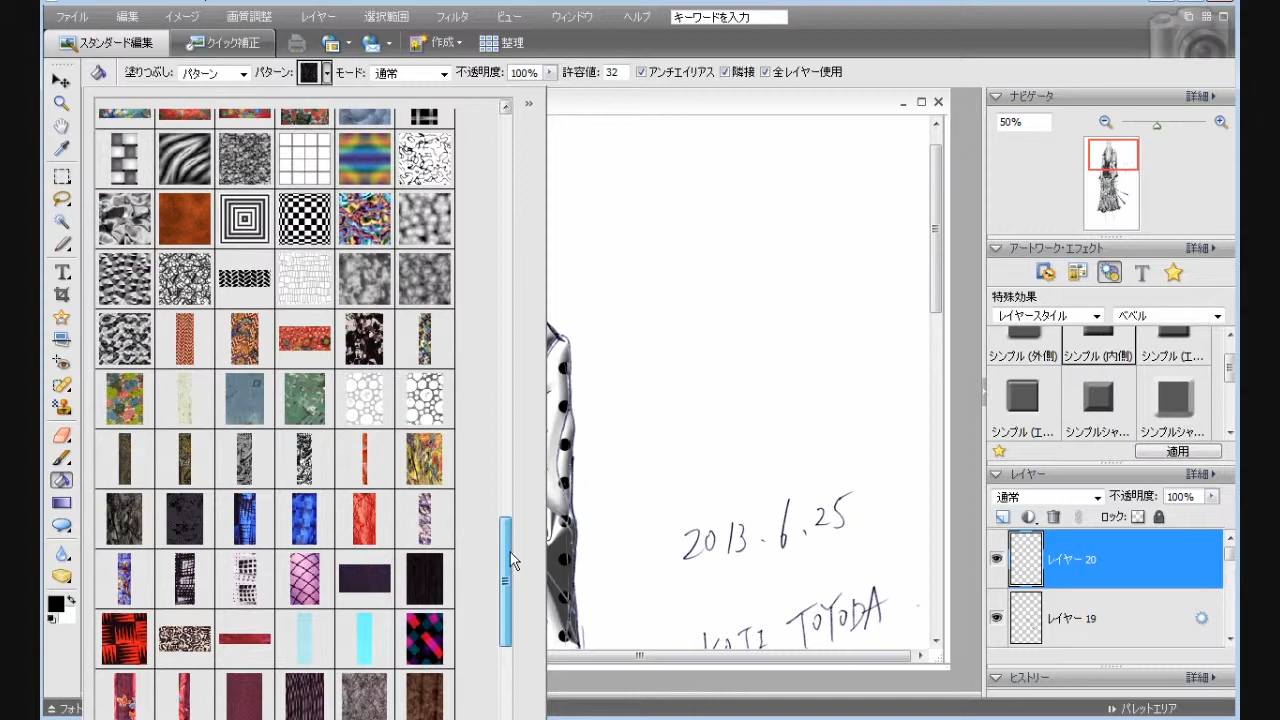 ファイル 編集 イメージ 画質調整 レイヤー 選択範囲 フィルタ ビュー ウィンドウ ヘルプ キーワードを入力
スタンダード編集 クイック補正 作成 整理
塗りつぶし: パターン パターン: モード: 通常 不透明度: 100% 許容値: 32 アンチエイリアス 隣接 全レイヤー使用
ナビゲータ 詳細
50%
アートワーク・エフェクト 詳細
特殊効果
レイヤースタイル ベベル
シンプル (外側) シンプル (内側) シンプル (エ...
シンプル (エ... シンプルシャ... シンプルシャ...
適用
レイヤー 詳細
通常 不透明度: 100%
ロック:
レイヤー 20
レイヤー 19
ヒストリー 詳細
パレットエリア
フォト
2013.6.25
TOYODA